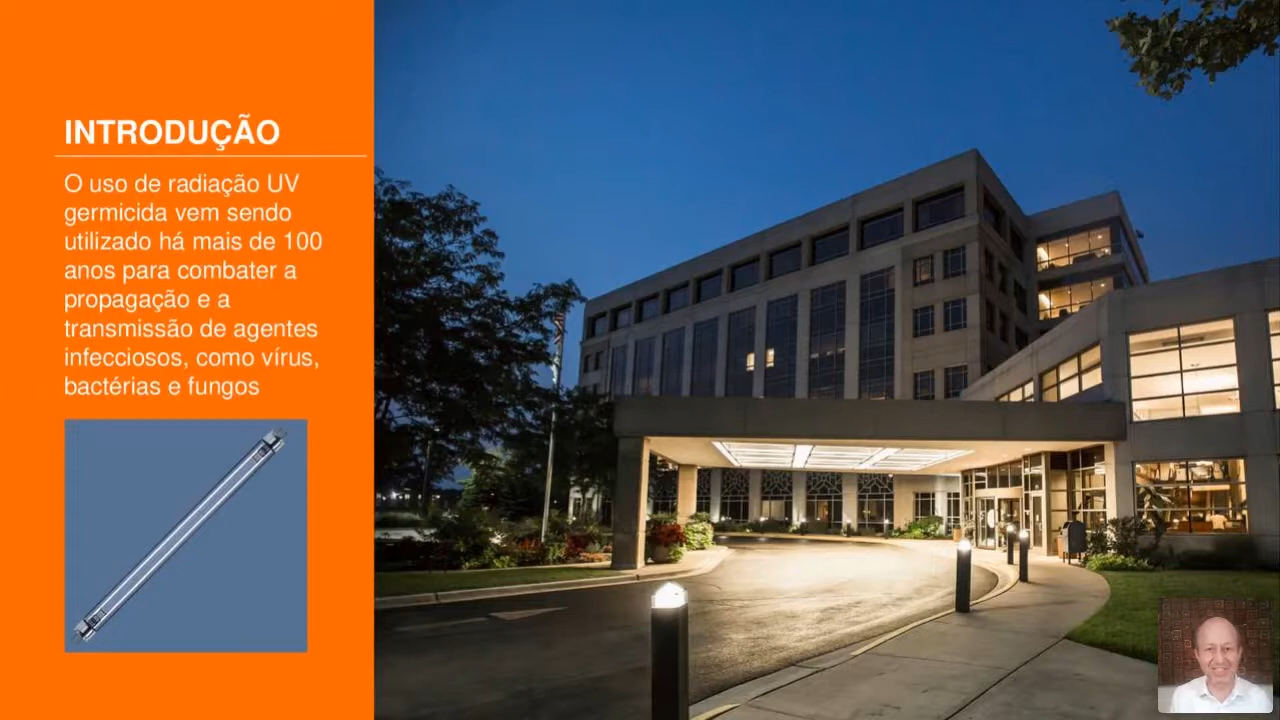 INTRODUÇÃO
O uso de radiação UV
germicida vem sendo
utilizado há mais de 100
anos para combater a
propagação e a
transmissão de agentes
infecciosos, como vírus,
bactérias e fungos